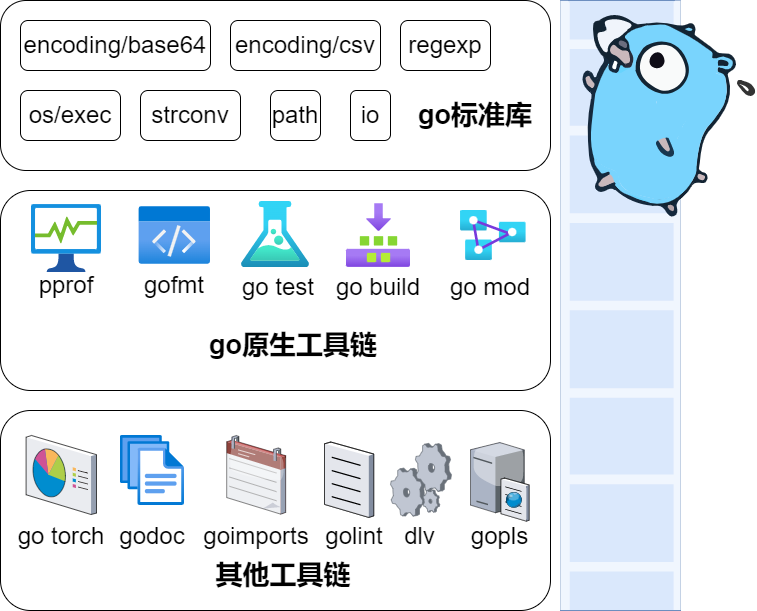 encoding/base64 encoding/csv regexp
os/exec strconv path io go标准库
pprof gofmt go test go build go mod
go原生工具链
go torch godoc goimports golint dlv gopls
其他工具链